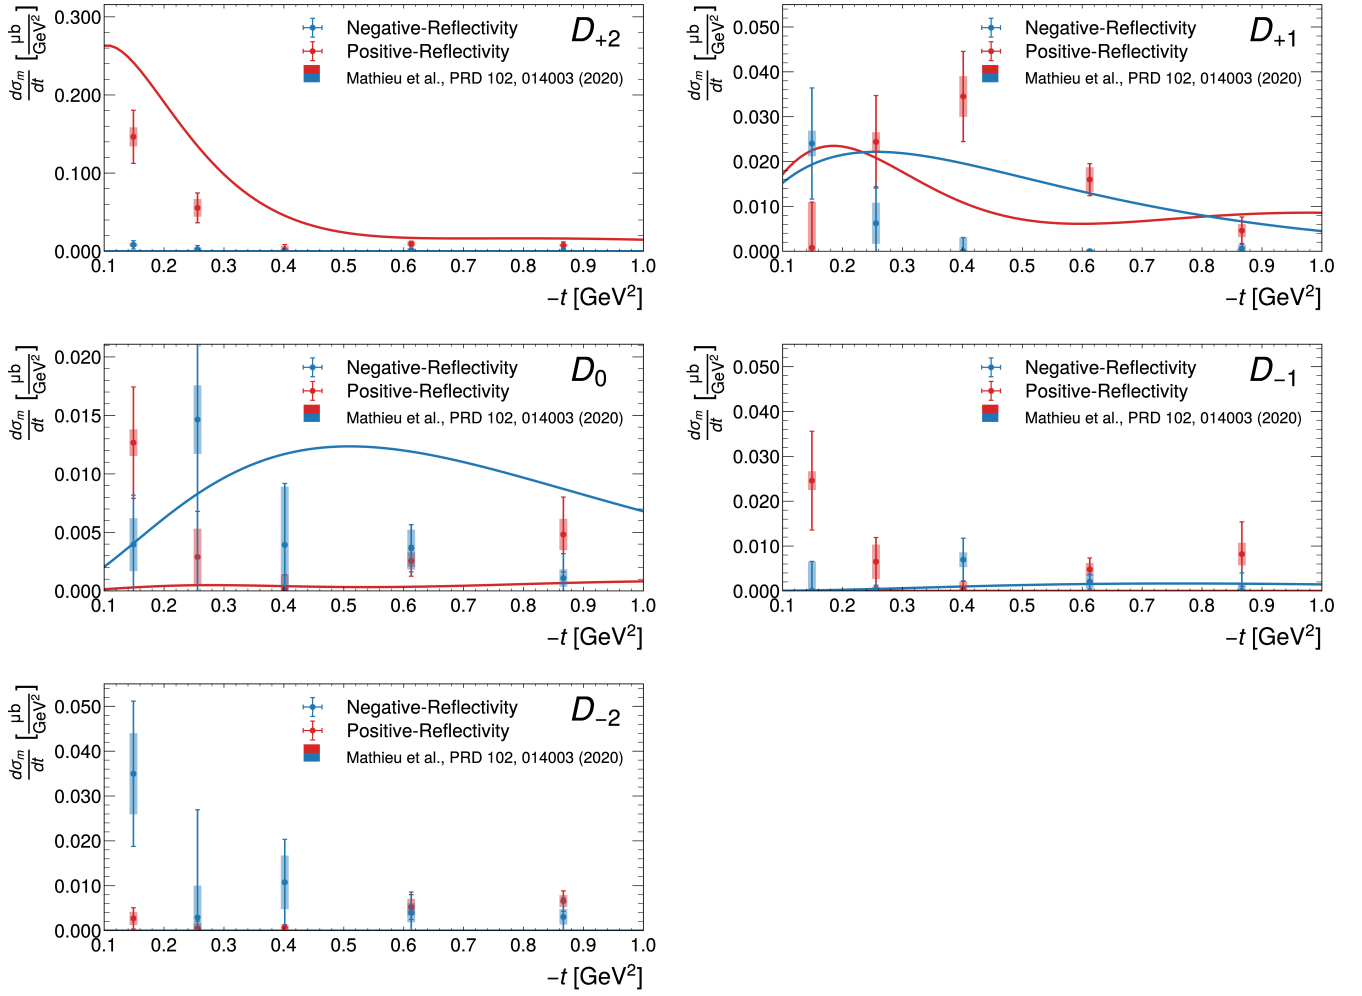 dσm/dt [μb/GeV²]
0.300
0.200
0.100
0.000
Negative-Reflectivity
Positive-Reflectivity
Mathieu et al., PRD 102, 014003 (2020)
D+2
0.1 0.2 0.3 0.4 0.5 0.6 0.7 0.8 0.9 1.0
−t [GeV²]
dσm/dt [μb/GeV²]
0.050
0.040
0.030
0.020
0.010
0.000
Negative-Reflectivity
Positive-Reflectivity
Mathieu et al., PRD 102, 014003 (2020)
D+1
0.1 0.2 0.3 0.4 0.5 0.6 0.7 0.8 0.9 1.0
−t [GeV²]
dσm/dt [μb/GeV²]
0.020
0.015
0.010
0.005
0.000
Negative-Reflectivity
Positive-Reflectivity
Mathieu et al., PRD 102, 014003 (2020)
D0
0.1 0.2 0.3 0.4 0.5 0.6 0.7 0.8 0.9 1.0
−t [GeV²]
dσm/dt [μb/GeV²]
0.050
0.040
0.030
0.020
0.010
0.000
Negative-Reflectivity
Positive-Reflectivity
Mathieu et al., PRD 102, 014003 (2020)
D−1
0.1 0.2 0.3 0.4 0.5 0.6 0.7 0.8 0.9 1.0
−t [GeV²]
dσm/dt [μb/GeV²]
0.050
0.040
0.030
0.020
0.010
0.000
Negative-Reflectivity
Positive-Reflectivity
Mathieu et al., PRD 102, 014003 (2020)
D−2
0.1 0.2 0.3 0.4 0.5 0.6 0.7 0.8 0.9 1.0
−t [GeV²]